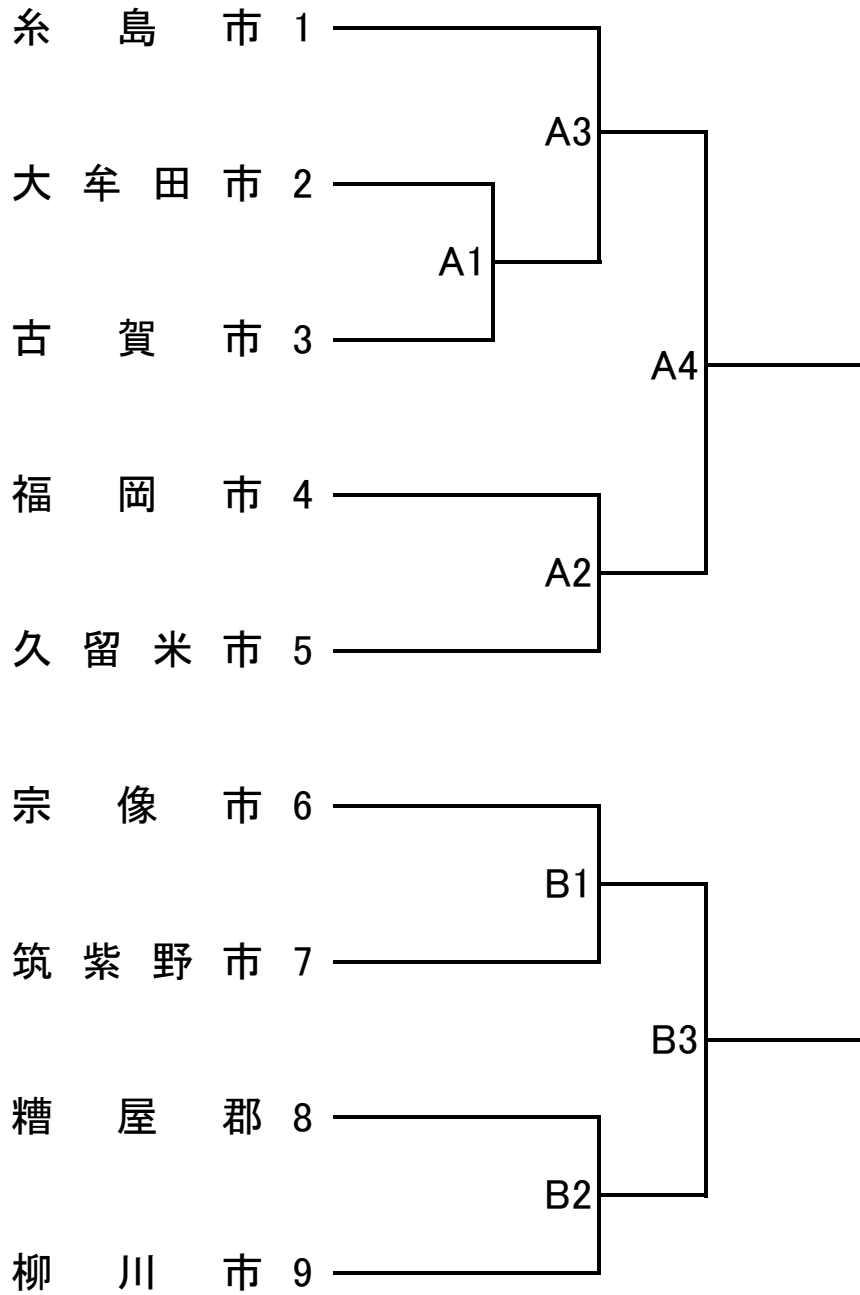 糸島市 1
A3
大牟田市 2
A1
古賀市 3
A4
福岡市 4
A2
久留米市 5
宗像市 6
B1
筑紫野市 7
B3
糟屋郡 8
B2
柳川市 9